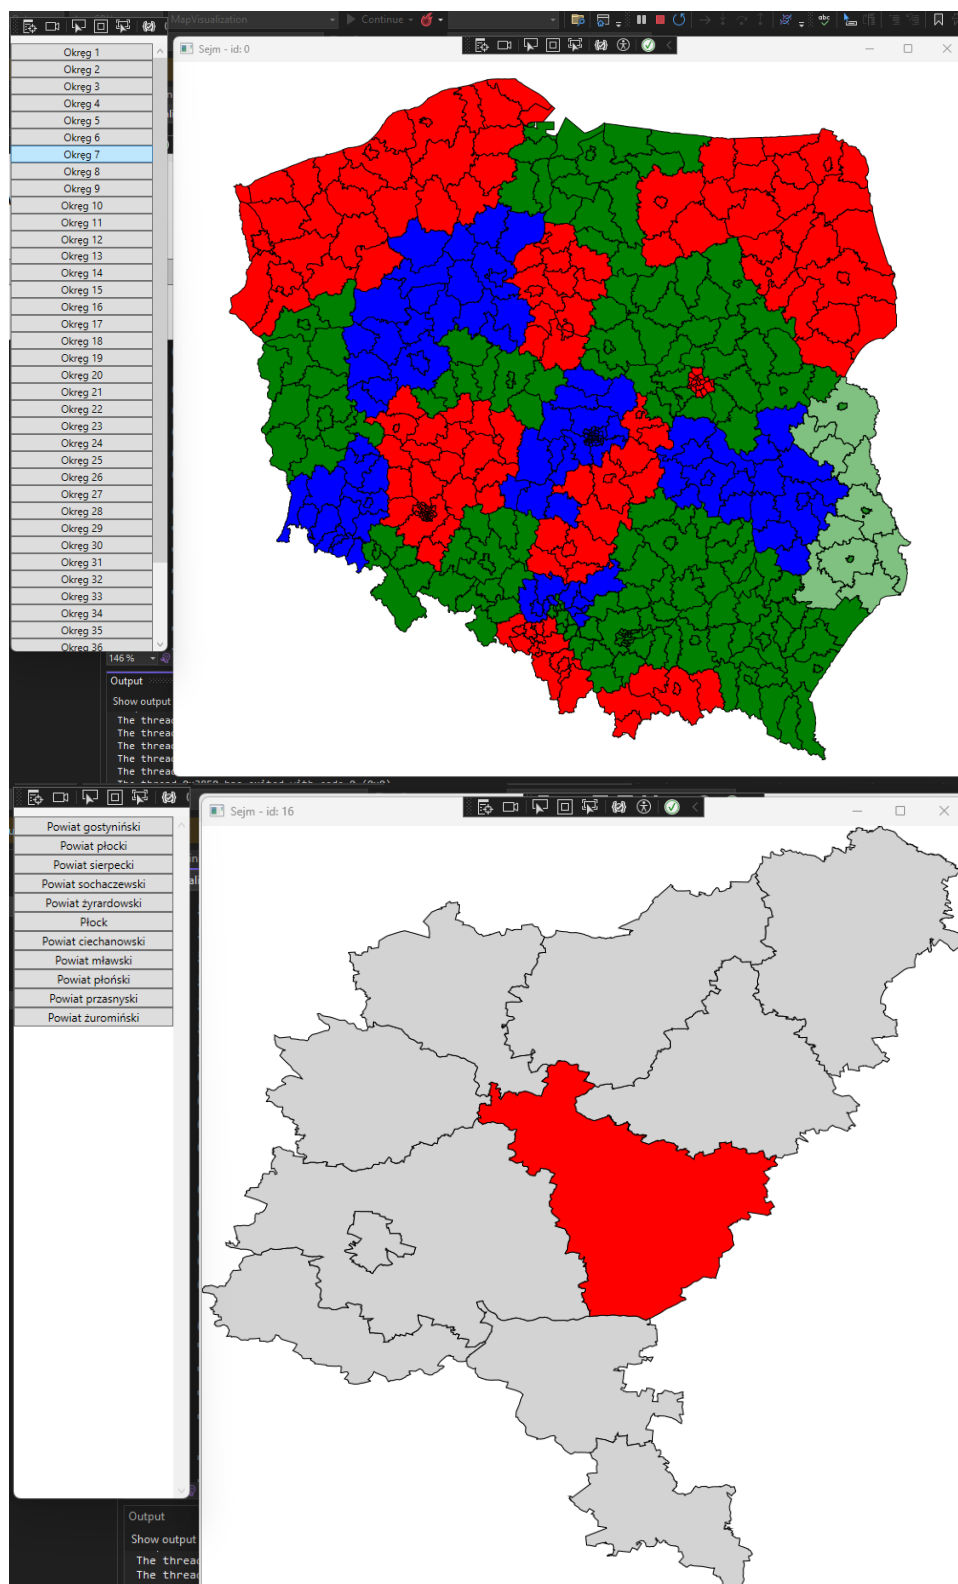 MapVisualization
Continue
Sejm - id: 0
Okręg 1
Okręg 2
Okręg 3
Okręg 4
Okręg 5
Okręg 6
Okręg 7
Okręg 8
Okręg 9
Okręg 10
Okręg 11
Okręg 12
Okręg 13
Okręg 14
Okręg 15
Okręg 16
Okręg 17
Okręg 18
Okręg 19
Okręg 20
Okręg 21
Okręg 22
Okręg 23
Okręg 24
Okręg 25
Okręg 26
Okręg 27
Okręg 28
Okręg 29
Okręg 30
Okręg 31
Okręg 32
Okręg 33
Okręg 34
Okręg 35
Okręg 36
146 %
Output
Show output
The threa
The threa
The threa
The threa
The threa
Sejm - id: 16
Powiat gostyniński
Powiat płocki
Powiat sierpecki
Powiat sochaczewski
Powiat żyrardowski
Płock
Powiat ciechanowski
Powiat mławski
Powiat płoński
Powiat przasnyski
Powiat żuromiński
Output
Show output
The threa
The threa